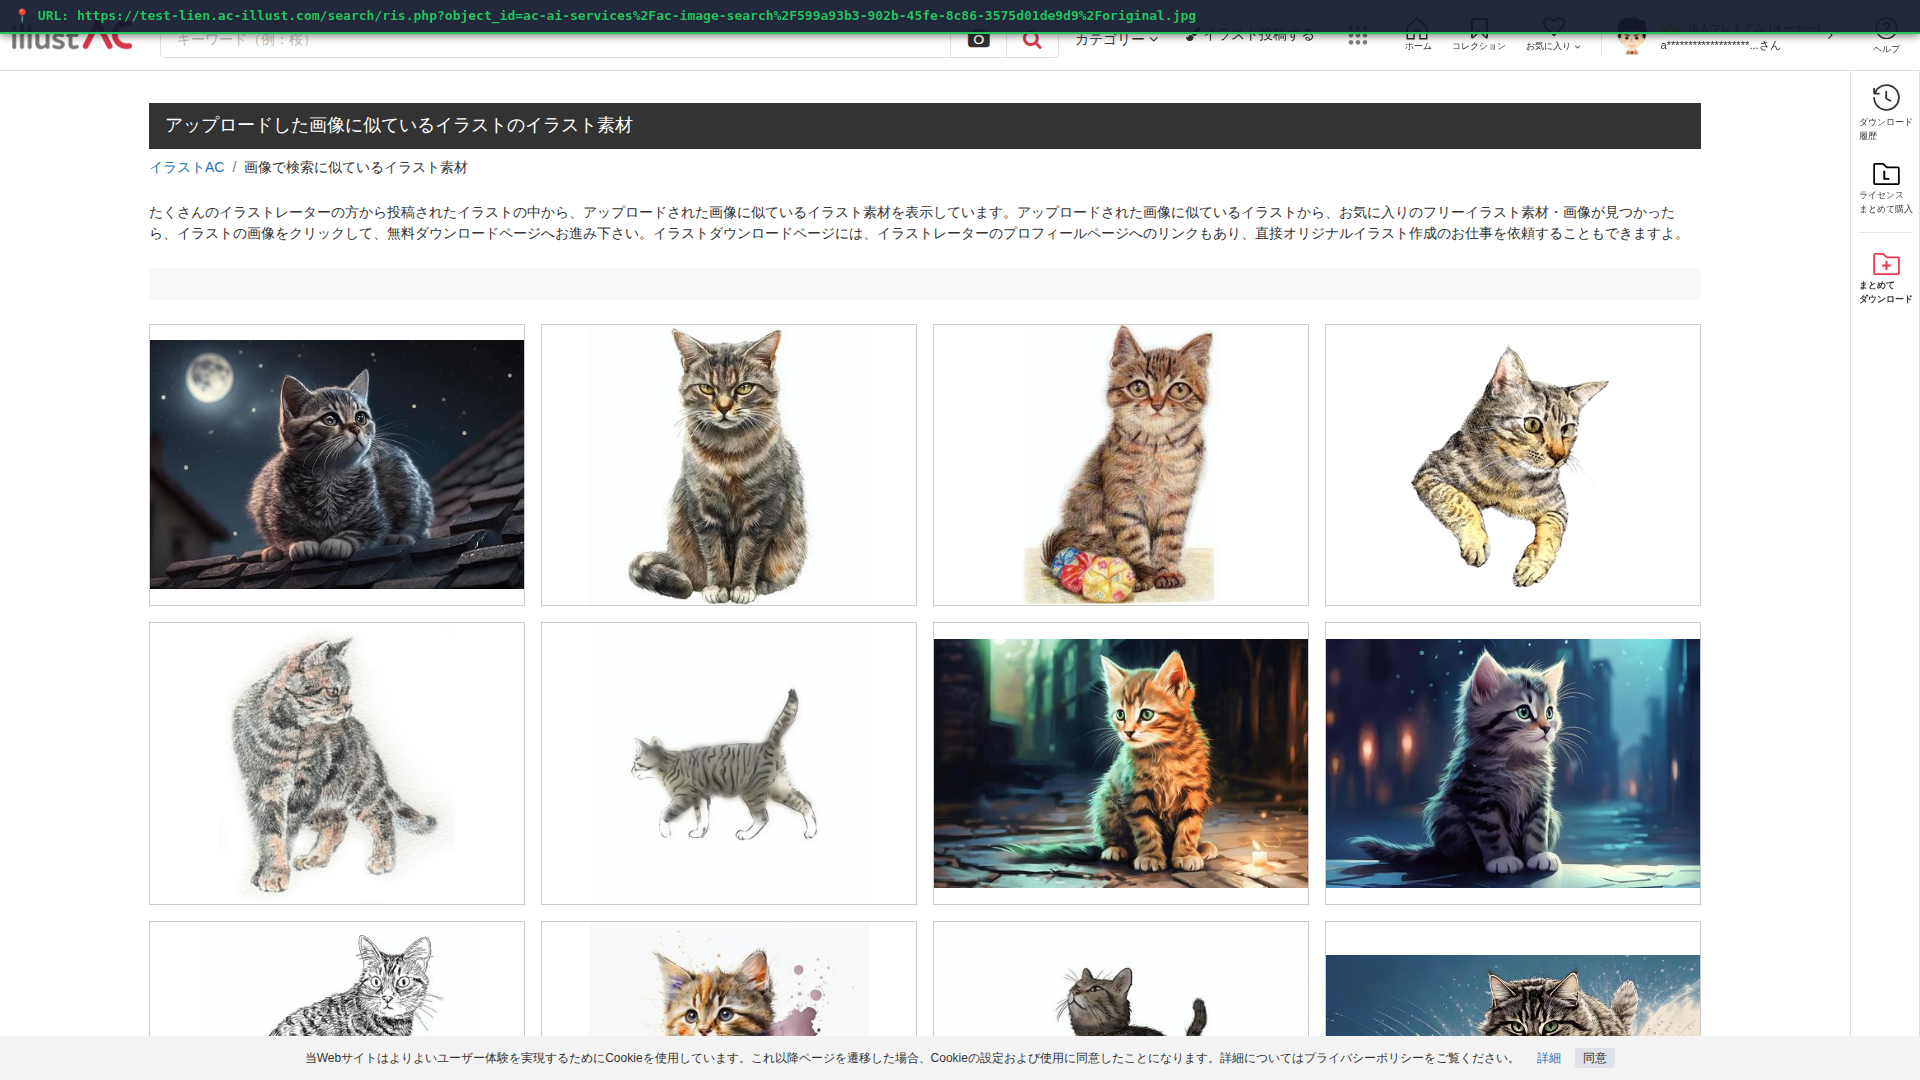 📍 URL: https://test-lien.ac-illust.com/search/ris.php?object_id=ac-ai-services%2Fac-image-search%2F599a93b3-902b-45fe-8c86-3575d01de9d9%2Foriginal.jpg
illust AC
キーワード（例：桜）
カテゴリー
イラスト投稿する
ホーム
コレクション
お気に入り
a*******************...さん
ヘルプ
アップロードした画像に似ているイラストのイラスト素材
イラストAC / 画像で検索に似ているイラスト素材
たくさんのイラストレーターの方から投稿されたイラストの中から、アップロードされた画像に似ているイラスト素材を表示しています。アップロードされた画像に似ているイラストから、お気に入りのフリーイラスト素材・画像が見つかった
ら、イラストの画像をクリックして、無料ダウンロードページへお進み下さい。イラストダウンロードページには、イラストレーターのプロフィールページへのリンクもあり、直接オリジナルイラスト作成のお仕事を依頼することもできますよ。
ダウンロード
履歴
ライセンス
まとめて購入
まとめて
ダウンロード
当Webサイトはよりよいユーザー体験を実現するためにCookieを使用しています。これ以降ページを遷移した場合、Cookieの設定および使用に同意したことになります。詳細についてはプライバシーポリシーをご覧ください。 詳細 同意